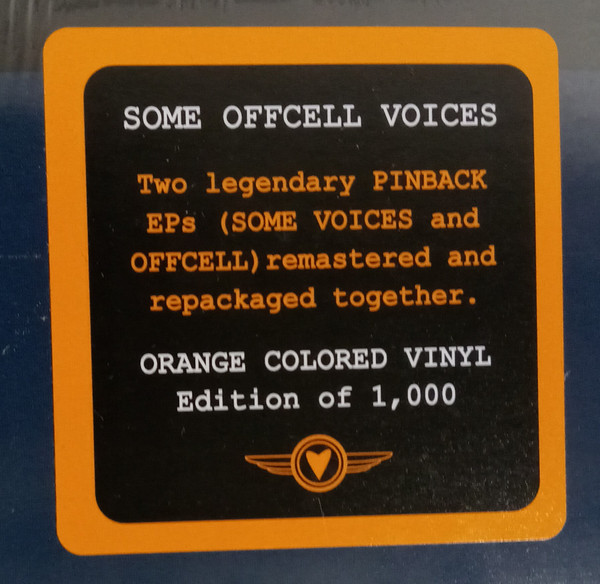 SOME OFFCELL VOICES
Two legendary PINBACK
EPs (SOME VOICES and
OFFCELL)remastered and
repackaged together.
ORANGE COLORED VINYL
Edition of 1,000